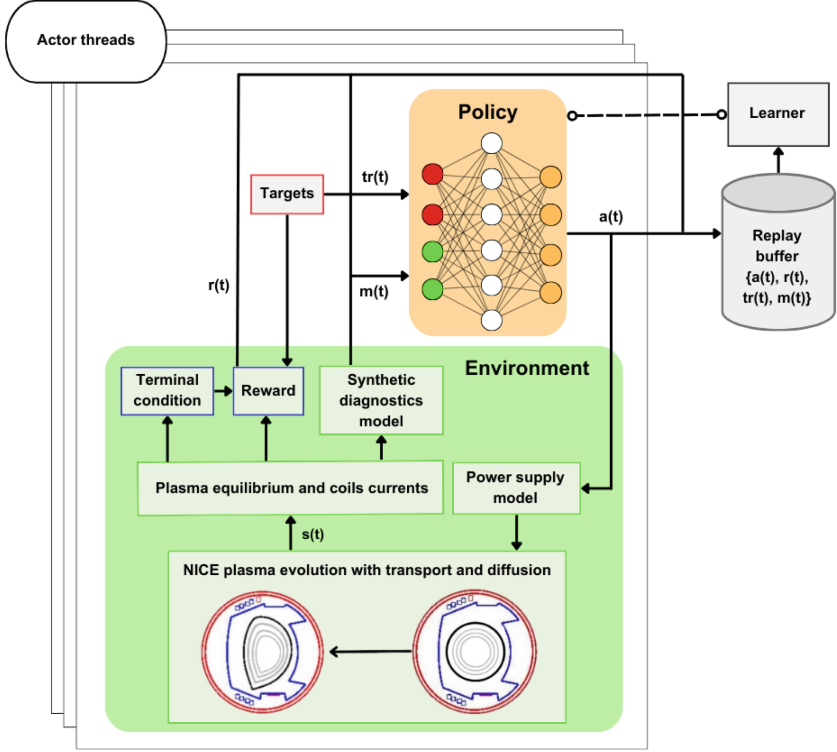 Actor threads
Policy
Learner
Targets
tr(t)
a(t)
r(t)
m(t)
Replay
buffer
{a(t), r(t),
tr(t), m(t)}
Environment
Terminal
condition
Reward
Synthetic
diagnostics
model
Plasma equilibrium and coils currents
Power supply
model
s(t)
NICE plasma evolution with transport and diffusion